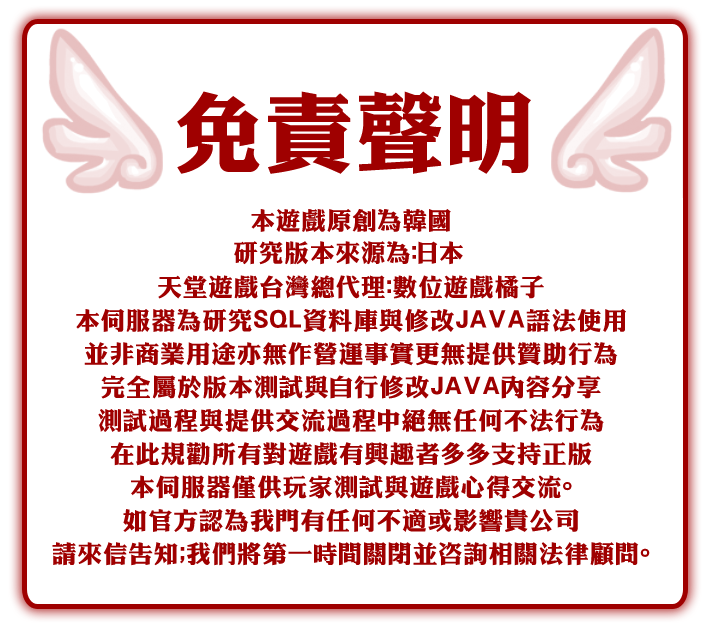 免責聲明
本遊戲原創為韓國
研究版本來源為:日本
天堂遊戲台灣總代理:數位遊戲橘子
本伺服器為研究SQL資料庫與修改JAVA語法使用
並非商業用途亦無作營運事實更無提供贊助行為
完全屬於版本測試與自行修改JAVA內容分享
測試過程與提供交流過程中絕無任何不法行為
在此規勸所有對遊戲有興趣者多多支持正版
本伺服器僅供玩家測試與遊戲心得交流。
如官方認為我們有任何不適或影響貴公司
請來信告知;我們將第一時間關閉並咨詢相關法律顧問。